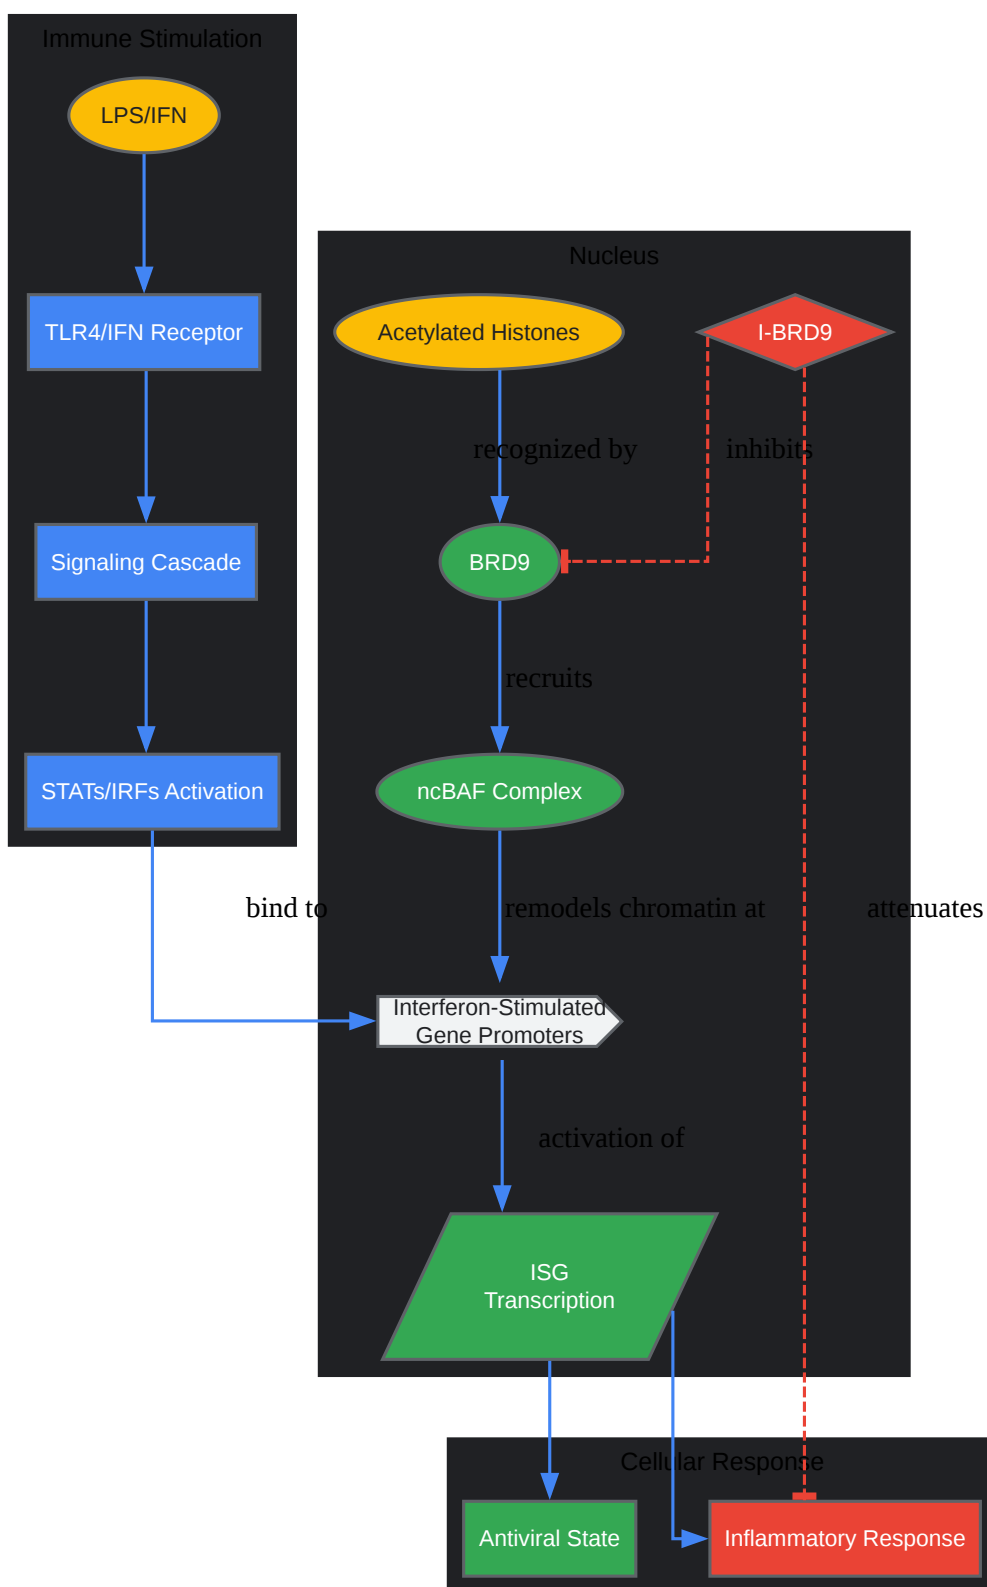 Immune Stimulation
LPS/IFN
TLR4/IFN Receptor
Signaling Cascade
STATs/IRFs Activation
bind to
Nucleus
Acetylated Histones
I-BRD9
recognized by
inhibits
BRD9
recruits
ncBAF Complex
remodels chromatin at
attenuates
Interferon-Stimulated
Gene Promoters
activation of
ISG
Transcription
Cellular Response
Antiviral State
Inflammatory Response